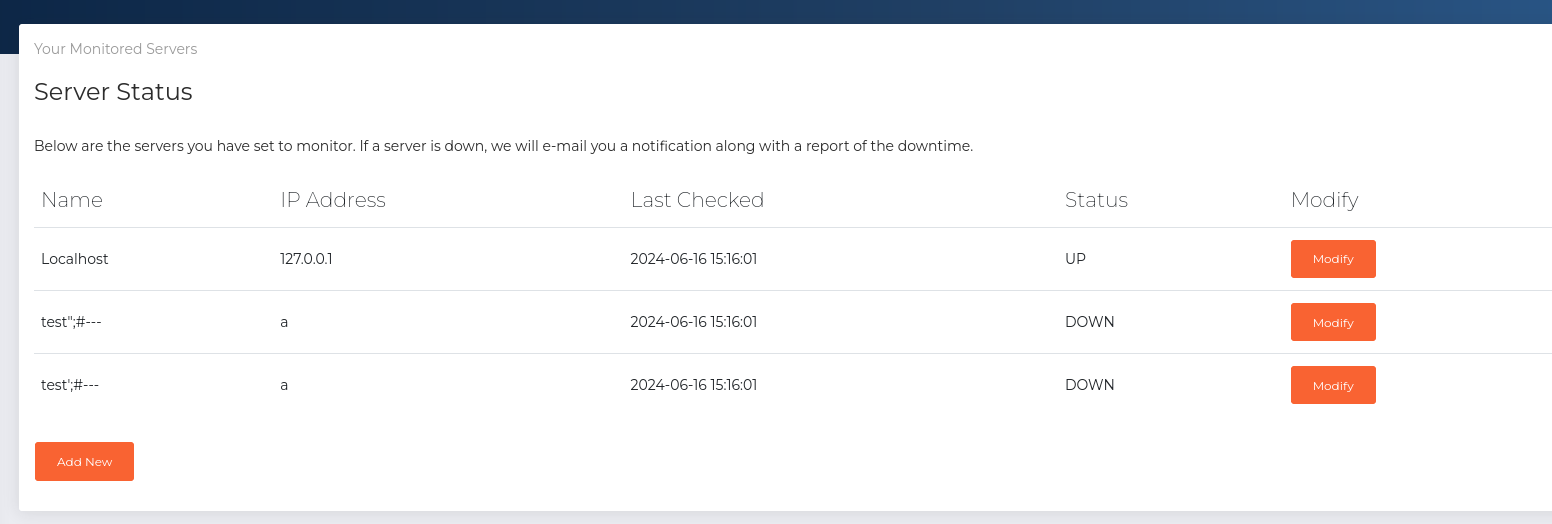 Your Monitored Servers
Server Status
Below are the servers you have set to monitor. If a server is down, we will e-mail you a notification along with a report of the downtime.
Name IP Address Last Checked Status Modify
Localhost 127.0.0.1 2024-06-16 15:16:01 UP Modify
test";#--- a 2024-06-16 15:16:01 DOWN Modify
test';#--- a 2024-06-16 15:16:01 DOWN Modify
Add New